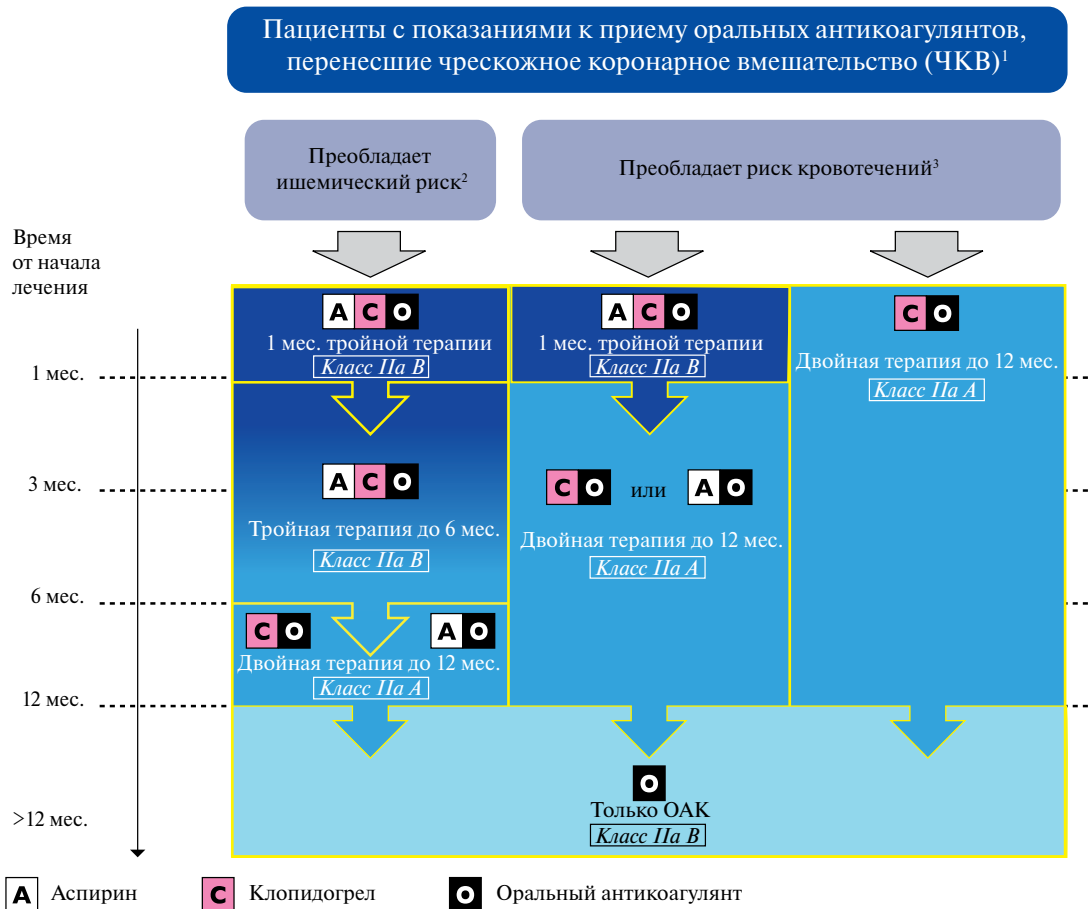 Пациенты с показаниями к приему оральных антикоагулянтов,
перенесшие чрескожное коронарное вмешательство (ЧКВ)¹
Преобладает
ишемический риск²
Преобладает риск кровотечений³
Время
от начала
лечения
A C O
1 мес. тройной терапии
Класс IIa B
A C O
1 мес. тройной терапии
Класс IIa B
C O
Двойная терапия до 12 мес.
Класс IIa A
1 мес.
A C O
Тройная терапия до 6 мес.
Класс IIa B
C O или A O
Двойная терапия до 12 мес.
Класс IIa A
3 мес.
6 мес.
C O A O
Двойная терапия до 12 мес.
Класс IIa A
12 мес.
O
Только ОАК
Класс IIa B
>12 мес.
A Аспирин C Клопидогрел O Оральный антикоагулянт